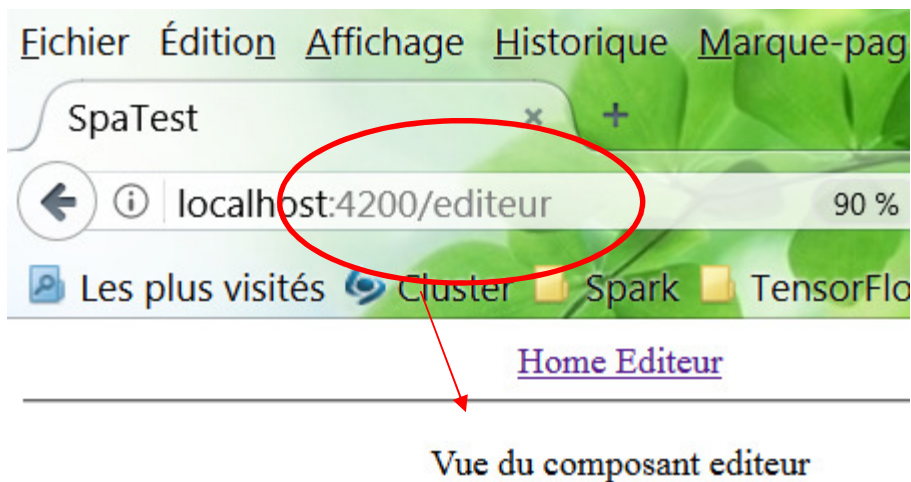 Fichier Édition Affichage Historique Marque-pag
SpaTest × +
localhost:4200/editeur 90 %
Les plus visités Cluster Spark TensorFlo
Home Editeur
Vue du composant editeur